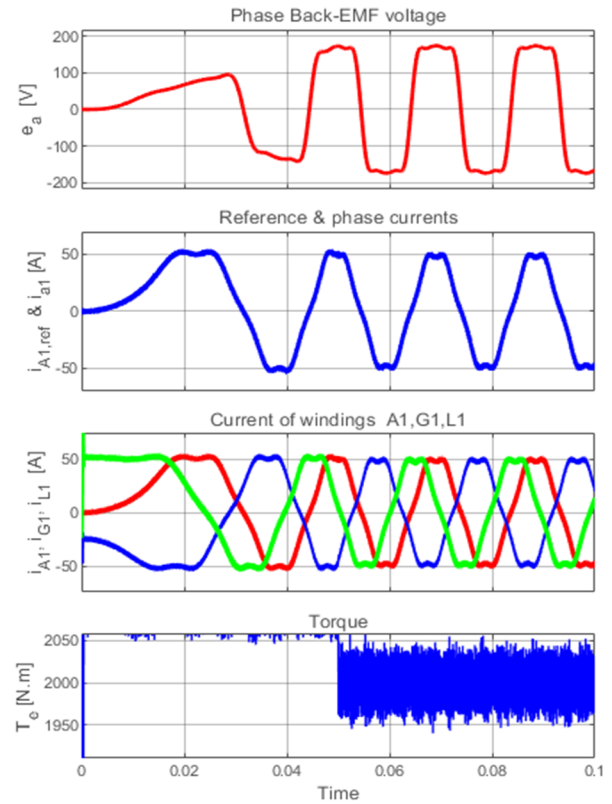 Phase Back-EMF voltage
200
100
0
-100
-200
e_a [V]
Reference & phase currents
50
0
-50
i_A1,ref & i_a1 [A]
Current of windings A1,G1,L1
50
0
-50
i_A1, i_G1, i_L1 [A]
Torque
2050
2000
1950
T_e [N.m]
0
0.02
0.04
0.06
0.08
0.1
Time